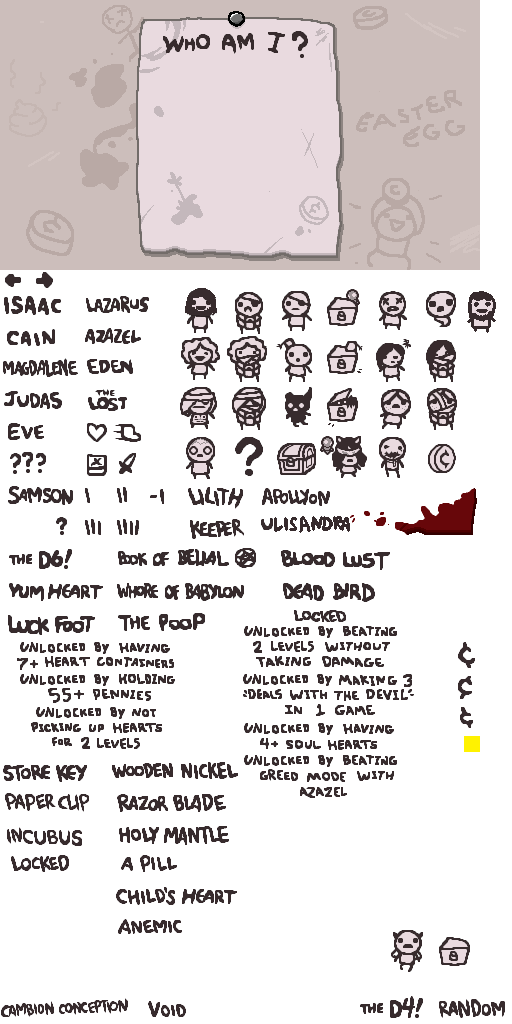 WHO AM I?
EASTER
EGG
ISAAC LAZARUS
CAIN AZAZEL
MAGDALENE EDEN
JUDAS THE LOST
EVE
???
?
SAMSON I II -I LILITH APOLLYON
? III IIII KEEPER ULISANDRA
THE D6! BOOK OF BELIAL BLOOD LUST
YUM HEART WHORE OF BABYLON DEAD BIRD
LUCK FOOT THE POOP
LOCKED
UNLOCKED BY HAVING
7+ HEART CONTAINERS
UNLOCKED BY HOLDING
55+ PENNIES
UNLOCKED BY NOT
PICKING UP HEARTS
FOR 2 LEVELS
UNLOCKED BY BEATING
2 LEVELS WITHOUT
TAKING DAMAGE
UNLOCKED BY MAKING 3
"DEALS WITH THE DEVIL"
IN 1 GAME
UNLOCKED BY HAVING
4+ SOUL HEARTS
UNLOCKED BY BEATING
GREED MODE WITH
AZAZEL
¢
¢
¢
STORE KEY WOODEN NICKEL
PAPER CLIP RAZOR BLADE
INCUBUS HOLY MANTLE
LOCKED A PILL
CHILD'S HEART
ANEMIC
CAMBION CONCEPTION VOID THE D4! RANDOM